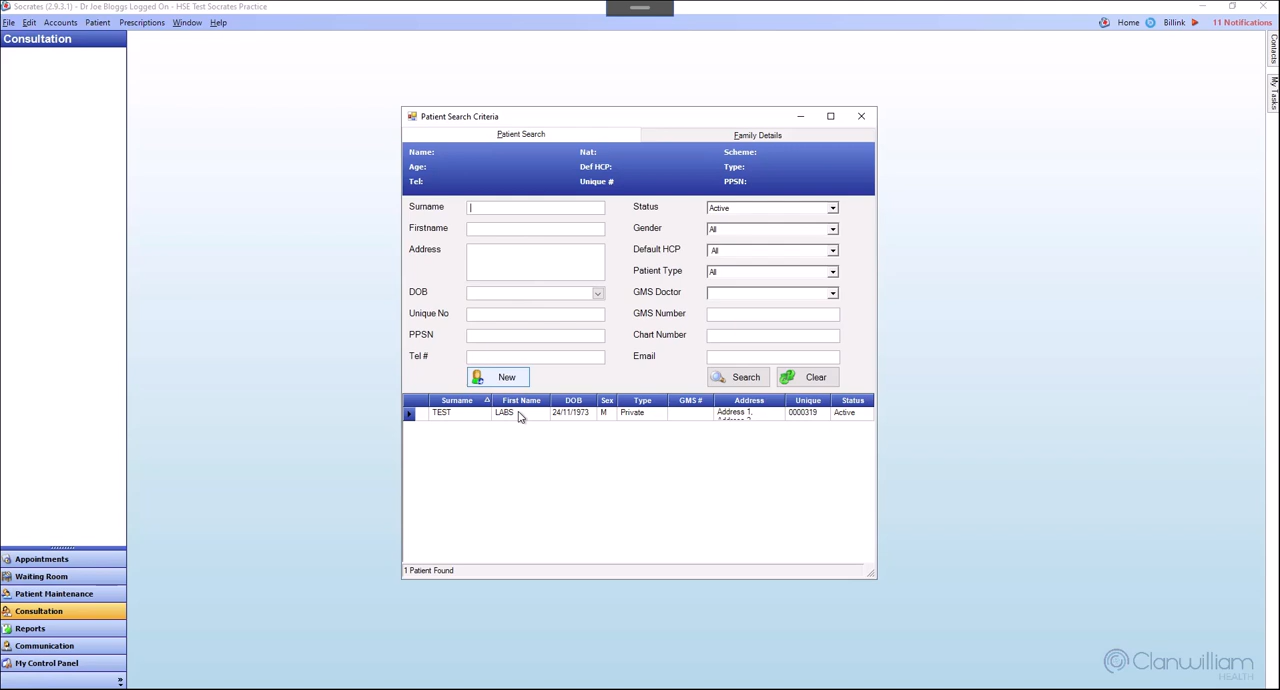 Socrates (2.9.3.1) - Dr Joe Bloggs Logged On - HSE Test Socrates Practice
File Edit Accounts Patient Prescriptions Window Help
Home Billink 11 Notifications
Consultation
Contacts
My Tasks
Patient Search Criteria
Patient Search Family Details
Name: Nat: Scheme:
Age: Def HCP: Type:
Tel: Unique # PPSN:
Surname Status Active
Firstname Gender All
Address Default HCP All
Patient Type All
DOB GMS Doctor
Unique No GMS Number
PPSN Chart Number
Tel # Email
New Search Clear
Surname First Name DOB Sex Type GMS # Address Unique Status
TEST LABS 24/11/1973 M Private Address 1, 0000319 Active
1 Patient Found
Appointments
Waiting Room
Patient Maintenance
Consultation
Reports
Communication
My Control Panel
Clanwilliam
HEALTH